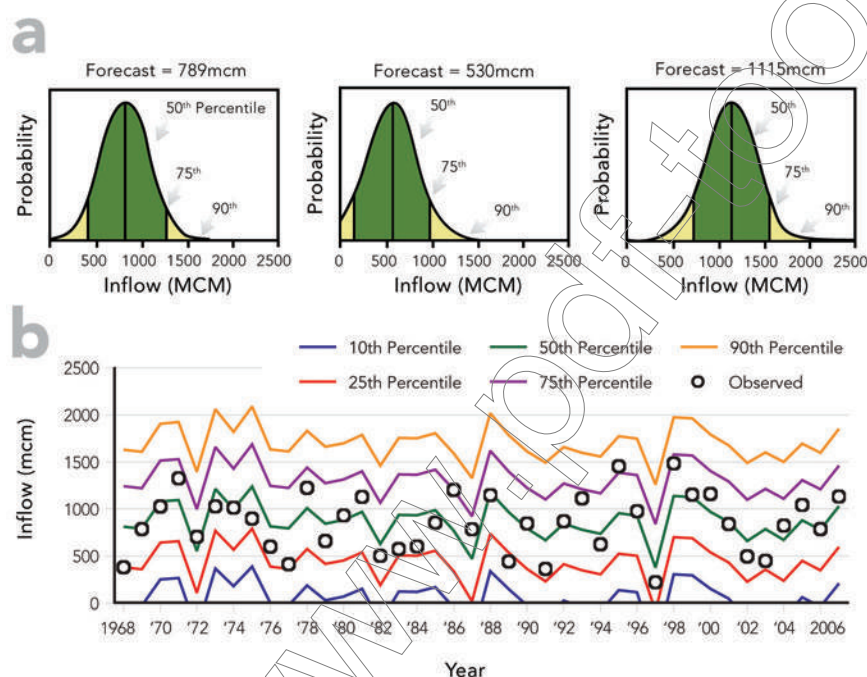 a
Forecast = 789mcm
Forecast = 530mcm
Forecast = 1115mcm
Probability
50th Percentile
75th
90th
0 500 1000 1500 2000 2500
Inflow (MCM)
Probability
50th
75th
90th
0 500 1000 1500 2000 2500
Inflow (MCM)
Probability
50th
75th
90th
0 500 1000 1500 2000 2500
Inflow (MCM)
b
10th Percentile 50th Percentile 90th Percentile
25th Percentile 75th Percentile Observed
Inflow (mcm)
2500
2000
1500
1000
500
0
1968 '70 '72 '74 '76 '78 '80 '82 '84 '86 '88 '90 '92 '94 '96 '98 '00 '02 '04 2006
Year
www.pdf-too